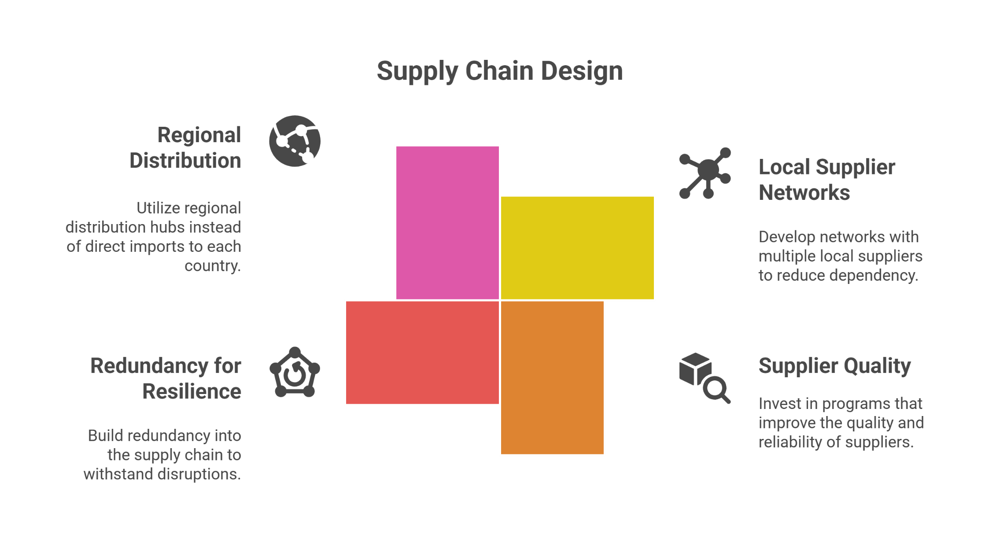 Supply Chain Design
Regional
Distribution
Utilize regional
distribution hubs instead
of direct imports to each
country.
Local Supplier
Networks
Develop networks with
multiple local suppliers
to reduce dependency.
Redundancy for
Resilience
Build redundancy into
the supply chain to
withstand disruptions.
Supplier Quality
Invest in programs that
improve the quality and
reliability of suppliers.